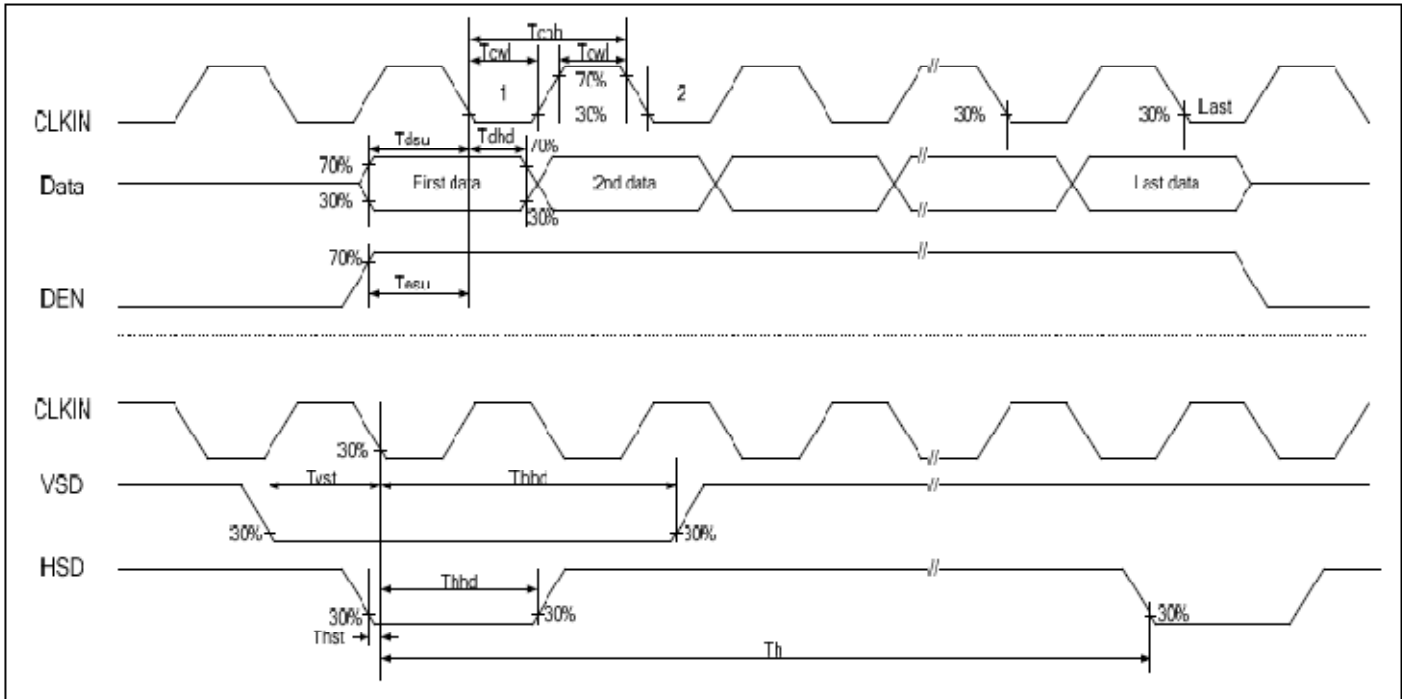 Tcph
Tcwl Tcwl
70%
1 2
CLKIN 30% 30% 30% Last
Tdsu Tdhd
70% 70%
Data First data 2nd data Last data
30% 30%
70%
Tesu
DEN
CLKIN
30%
Tvst Thhd
VSD
30% 30%
HSD
Thhd
30% 30% 30%
Thst
Th